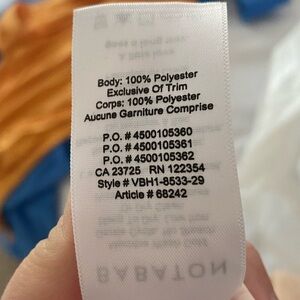 Body: 100% Polyester
Exclusive Of Trim
Corps: 100% Polyester
Aucune Garniture Comprise
P.O. # 4500105360
P.O. # 4500105361
P.O. # 4500105362
CA 23725 RN 122354
Style # VBH1-8533-29
Article # 68242
BABATON